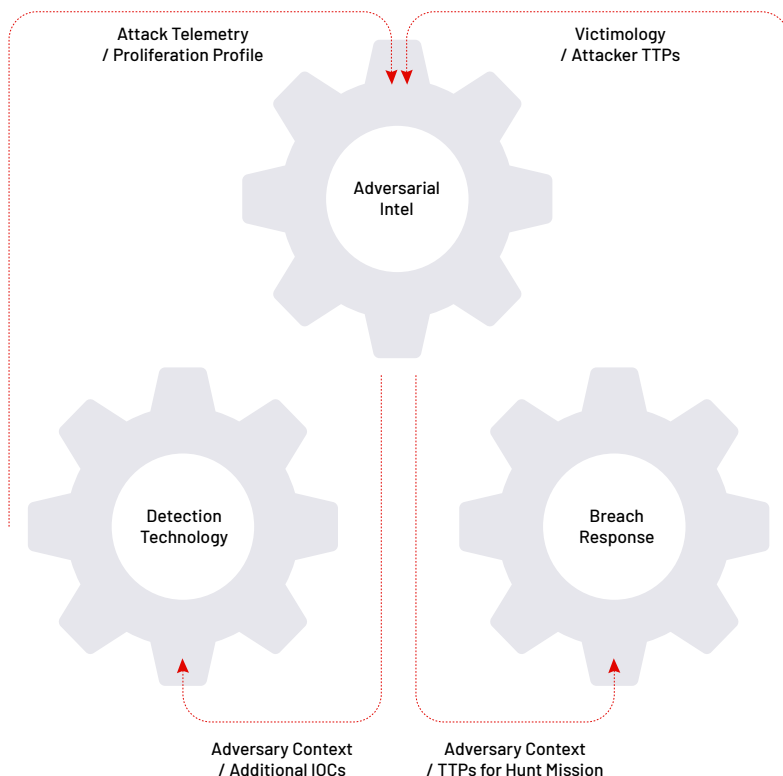 Attack Telemetry
/ Proliferation Profile
Victimology
/ Attacker TTPs
Adversarial
Intel
Detection
Technology
Breach
Response
Adversary Context
/ Additional IOCs
Adversary Context
/ TTPs for Hunt Mission